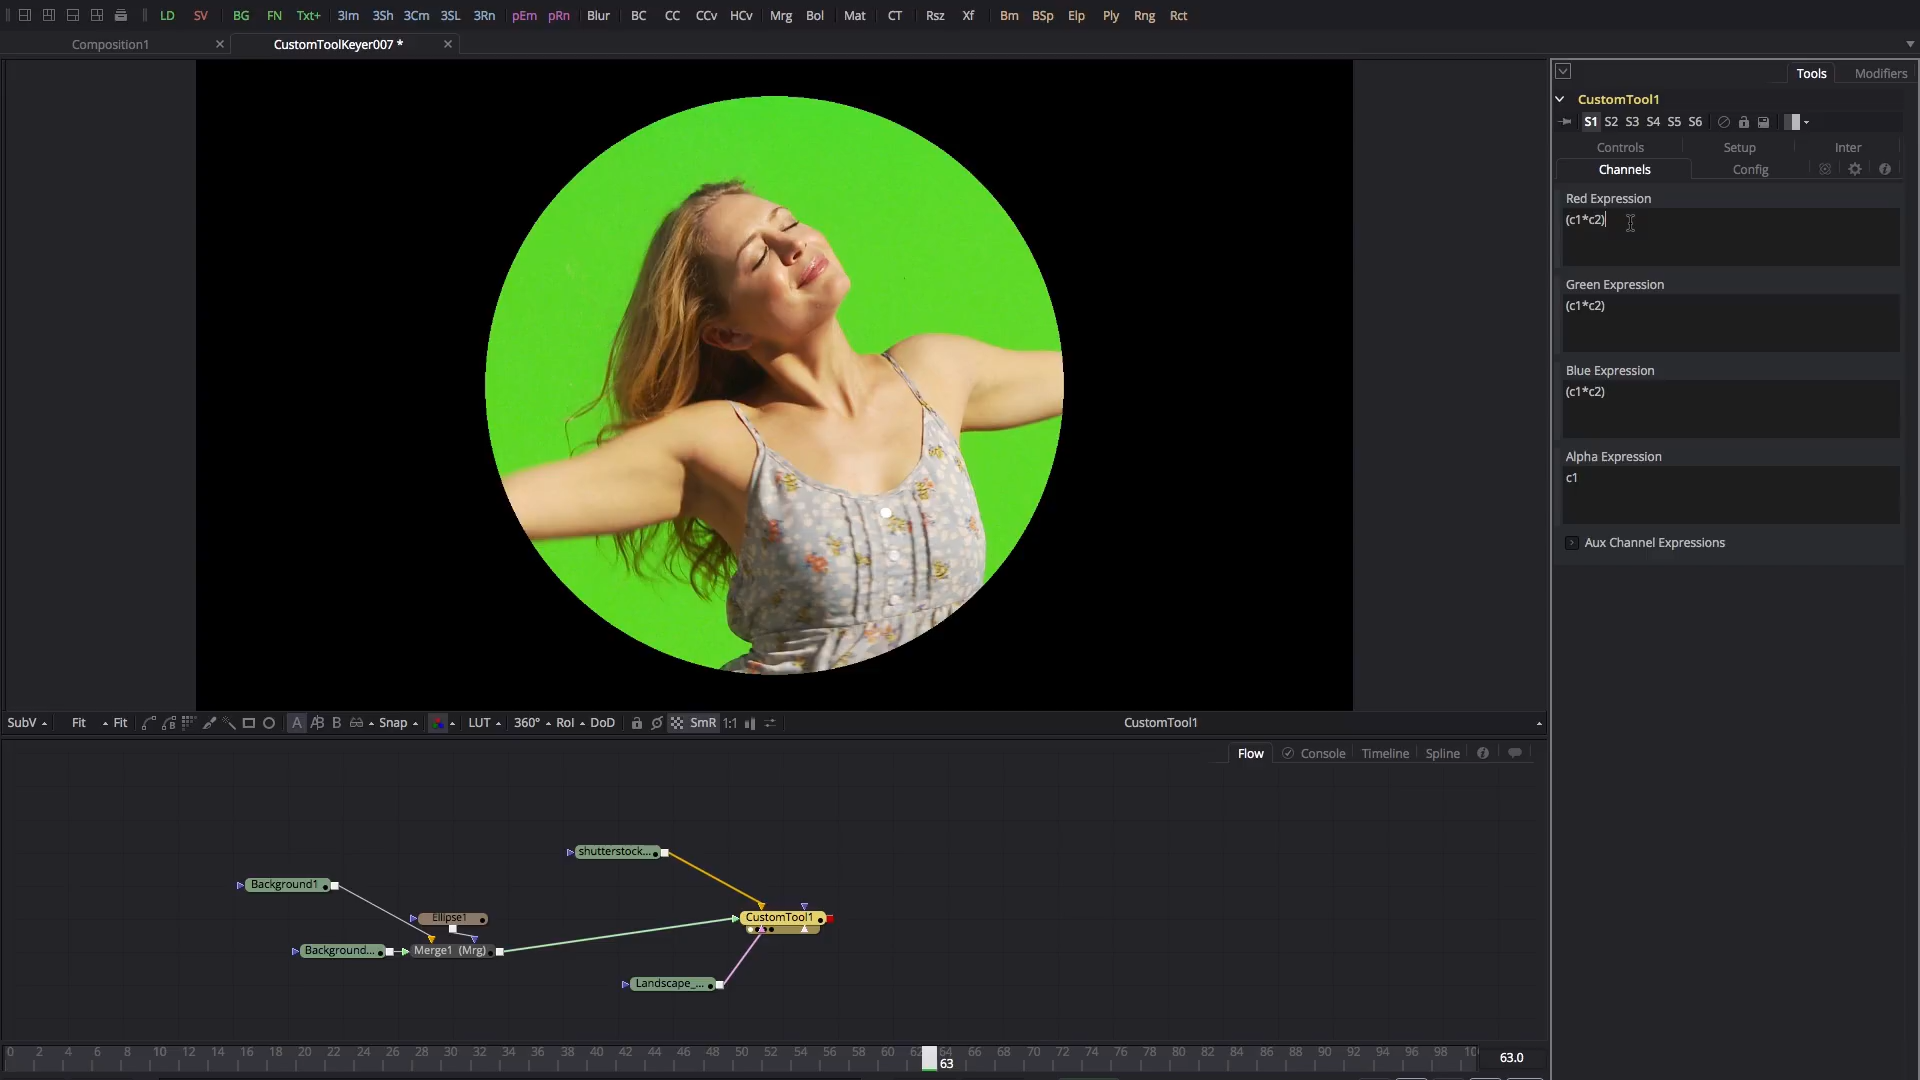 LD SV BG FN Txt+ 3Im 3Sh 3Cm 3SL 3Rn pEm pRn Blur BC CC CCv HCv Mrg Bol Mat CT Rsz Xf Bm BSp Elp Ply Rng Rct
Composition1 CustomToolKeyer007 *
Tools Modifiers
CustomTool1
S1 S2 S3 S4 S5 S6
Controls Setup Inter
Channels Config
Red Expression
(c1*c2)
Green Expression
(c1*c2)
Blue Expression
(c1*c2)
Alpha Expression
c1
Aux Channel Expressions
SubV Fit Fit A B Snap LUT 360° RoI DoD SmR 1:1 CustomTool1
Flow Console Timeline Spline
shutterstock...
Background1
Ellipse1
CustomTool1
Background... Merge1 (Mrg)
Landscape_...
0 2 4 6 8 10 12 14 16 18 20 22 24 26 28 30 32 34 36 38 40 42 44 46 48 50 52 54 56 58 60 62 64 66 68 70 72 74 76 78 80 82 84 86 88 90 92 94 96 98 10
63 63.0